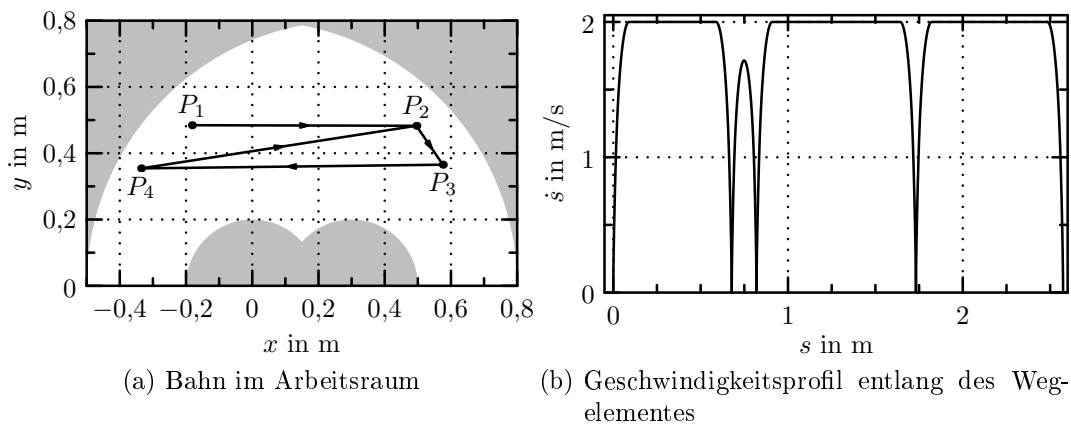 0,8
0,6
0,4
0,2
0
y in m
P1
P2
P3
P4
−0,4 −0,2 0 0,2 0,4 0,6 0,8
x in m
(a) Bahn im Arbeitsraum
2
1
0
ṡ in m/s
0 1 2
s in m
(b) Geschwindigkeitsprofil entlang des Weg-
elementes